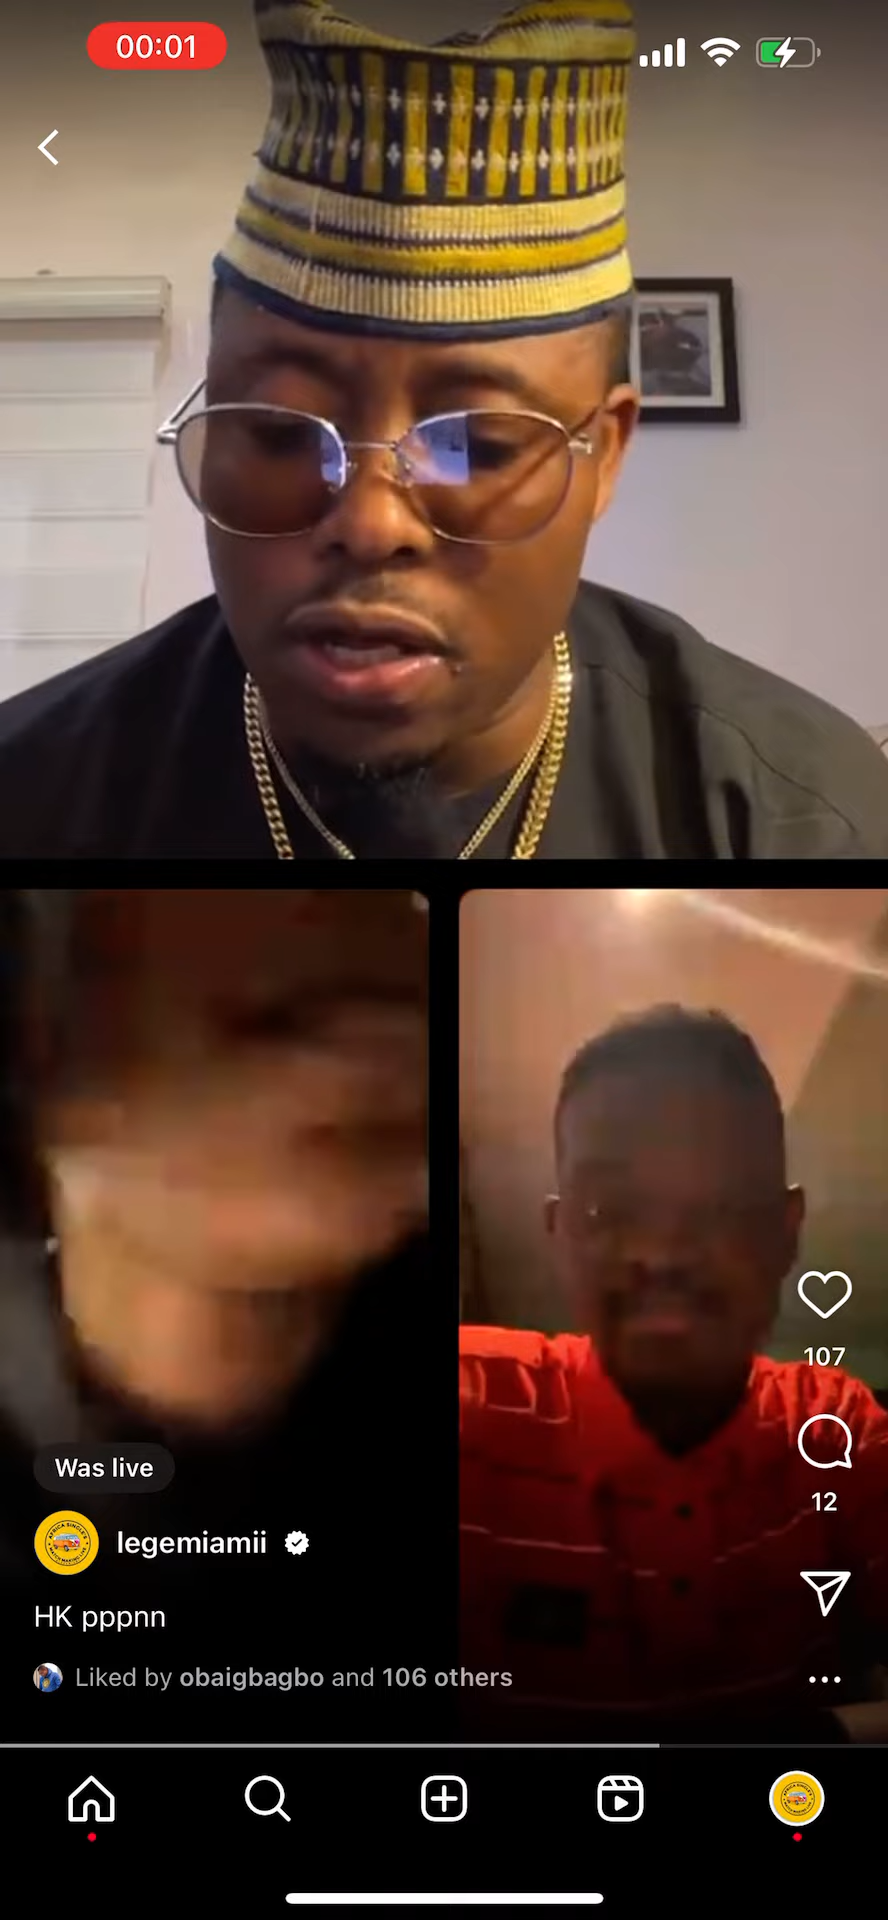 00:01
107
12
Was live
legemiamii
HK pppnn
Liked by obaigbagbo and 106 others